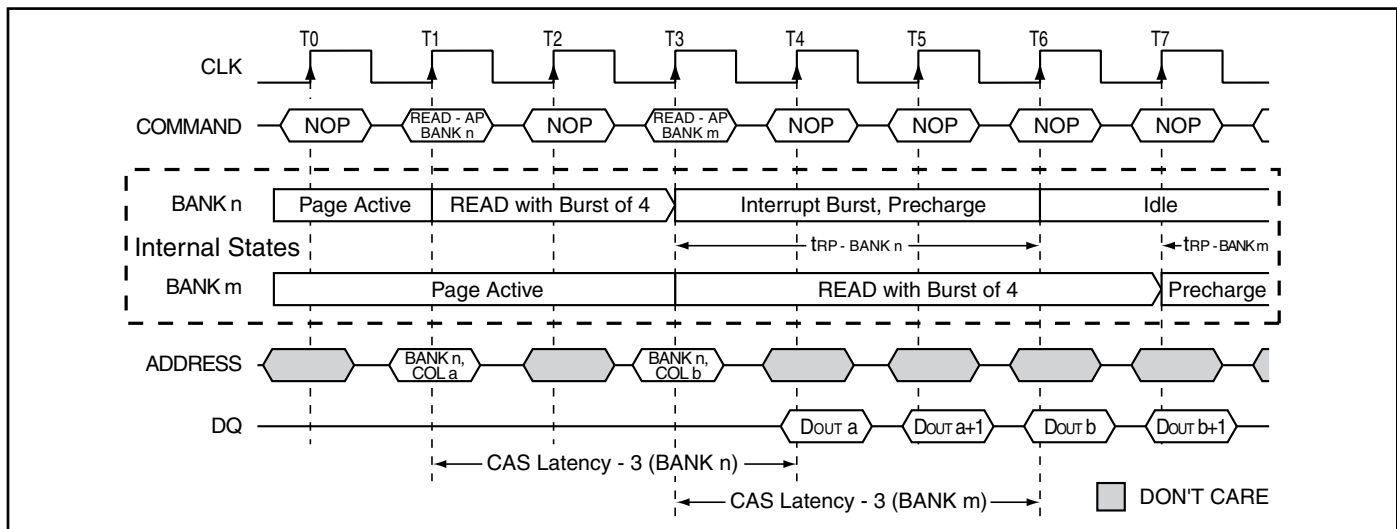 T0 T1 T2 T3 T4 T5 T6 T7
CLK
COMMAND NOP READ - AP BANK n NOP READ - AP BANK m NOP NOP NOP NOP
BANK n Page Active READ with Burst of 4 Interrupt Burst, Precharge Idle
Internal States tRP - BANK n tRP - BANK m
BANK m Page Active READ with Burst of 4 Precharge
ADDRESS BANK n, COL a BANK n, COL b
DQ DOUT a DOUT a+1 DOUT b DOUT b+1
CAS Latency - 3 (BANK n)
CAS Latency - 3 (BANK m) DON'T CARE